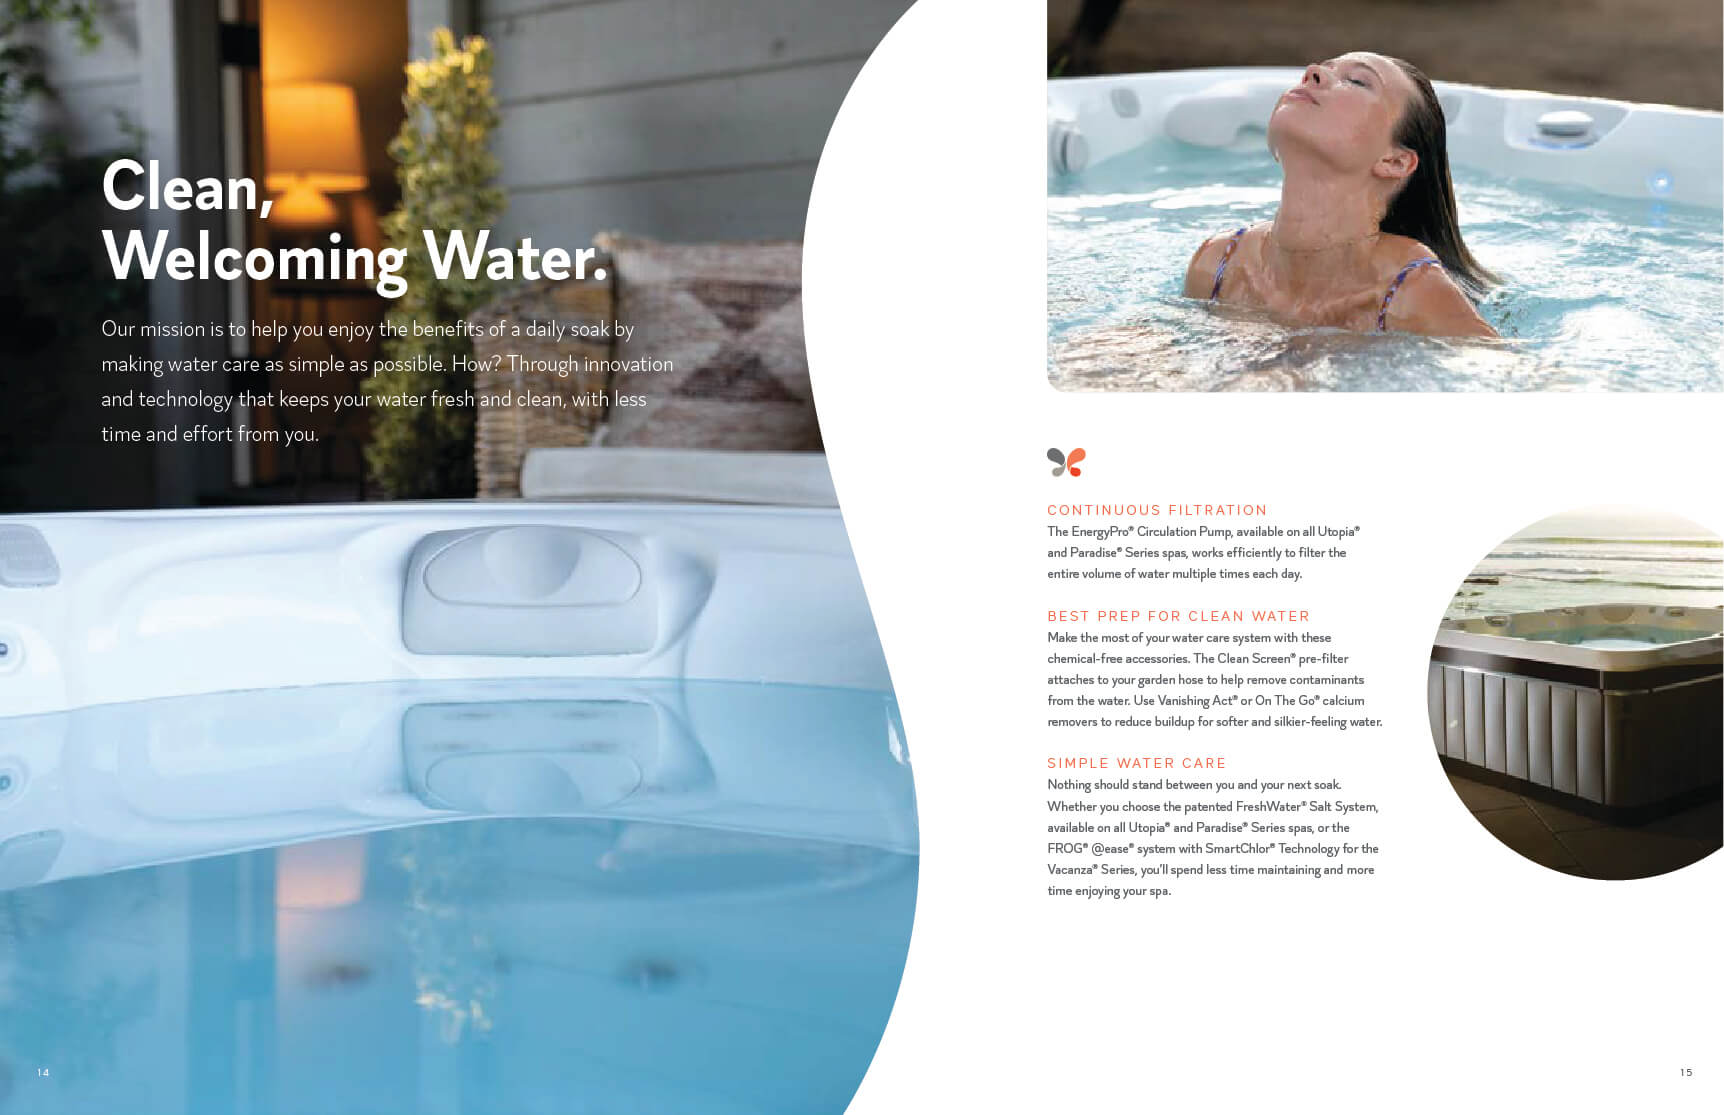 Clean,
Welcoming Water.
Our mission is to help you enjoy the benefits of a daily soak by
making water care as simple as possible. How? Through innovation
and technology that keeps your water fresh and clean, with less
time and effort from you.
14
CONTINUOUS FILTRATION
The EnergyPro® Circulation Pump, available on all Utopia®
and Paradise® Series spas, works efficiently to filter the
entire volume of water multiple times each day.
BEST PREP FOR CLEAN WATER
Make the most of your water care system with these
chemical-free accessories. The Clean Screen® pre-filter
attaches to your garden hose to help remove contaminants
from the water. Use Vanishing Act® or On The Go® calcium
removers to reduce buildup for softer and silkier-feeling water.
SIMPLE WATER CARE
Nothing should stand between you and your next soak.
Whether you choose the patented FreshWater® Salt System,
available on all Utopia® and Paradise® Series spas, or the
FROG® @ease® system with SmartChlor® Technology for the
Vacanza® Series, you'll spend less time maintaining and more
time enjoying your spa.
15